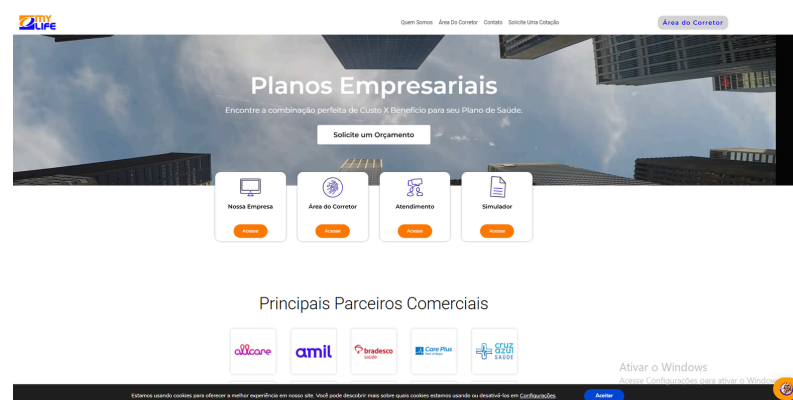 MY
LIFE
Quem Somos Área Do Corretor Contato Solicite Uma Cotação
Área do Corretor
Planos Empresariais
Encontre a combinação perfeita de Custo X Benefício para seu Plano de Saúde.
Solicite um Orçamento
Nossa Empresa
Acesse
Área do Corretor
Acesse
Atendimento
Acesse
Simulador
Acesse
Principais Parceiros Comerciais
allcare
amil
bradesco
saúde
Care Plus
cruz
azul
SAÚDE
Ativar o Windows
Acesse Configurações para ativar o Windows
Estamos usando cookies para oferecer a melhor experiência em nosso site. Você pode descobrir mais sobre quais cookies estamos usando ou desativá-los em Configurações.
Aceitar